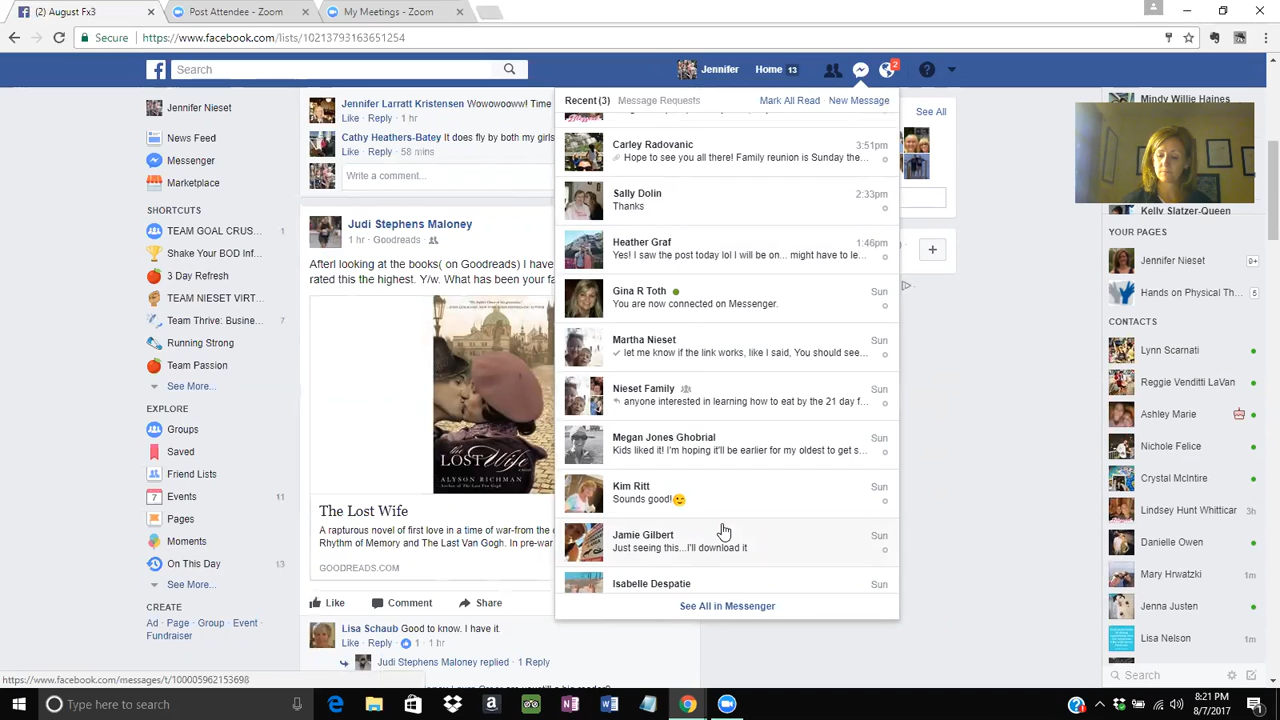 August Fx3
Post Attendee - Zoom
My Meetings - Zoom
Secure
https://www.facebook.com/lists/10213793163651254
Search
Jennifer
Home 13
2
Jennifer Nieset
News Feed
Messenger
Marketplace
SHORTCUTS
TEAM GOAL CRUS... 1
Shake Your BOD Inf...
3 Day Refresh
TEAM NIESET VIRT...
Team Thrive: Busine... 7
Running Strong
Team Passion
See More...
EXPLORE
Groups
Saved
Friend Lists
Events 11
Pages
Moments
On This Day 13
See More...
CREATE
Ad · Page · Group · Event ·
Fundraiser
Jennifer Larratt Kristensen Wowowooww! Time
Like · Reply · 1 hr
Cathy Heathers-Batey It does fly by both my girls
Like · Reply · 58 mins
Write a comment...
Judi Stephens Maloney
1 hr · Goodreads
Afterl looking at the books( on Goodreads) I have
rated this the highest. Y/w. What has been your fa
THE
LOST WIFE
ALYSON RICHMAN
The Lost Wife
A rapturous novel of first love in a time of war-from the
Rhythm of Memory and The Last Van Gogh. In pre-war
GOODREADS.COM
Like Comment Share
Lisa Schaub Good to know. I have it.
Like · Reply · 1 · 1 hr
Judi Stephens Maloney replied · 1 Reply
Recent (3) Message Requests Mark All Read New Message
Carley Radovanic 3:51pm
Hope to see you all there! Family reunion is Sunday the...
Sally Dolin 2:33pm
Thanks
Heather Graf 1:46pm
Yes! I saw the post today lol I will be on... might have to le...
Gina R Toth Sun
You are now connected on Messenger.
Martha Nieset Sun
let me know if the link works, like I said, You should see...
Nieset Family Sun
anyone interested in learning how to eat by the 21 day f...
Megan Jones Ghobrial Sun
Kids liked it! I'm hoping it'll be earlier for my oldest to get s...
Kim Ritt Sun
Sounds good!
Jamie Gilbert Sun
Just seeing this...I'll download it
Isabelle Despatie Sun
See All in Messenger
See All
Mindy Willie Haines
Kelly Slatzer-Queen
YOUR PAGES
Jennifer Nieset 9+
Hands on Physical Th... 5
CONTACTS
Lynn Scarnati
Reggie Venditti LaVan
Ashley Marie
Nichole Felice
Crystal McIntire
Lindsey Hunt Whitticar 3h
Danielle Owen
Mary Hrwatzki 1m
Jenna Justen
Lisa Nelson 1m
Search
https://www.facebook.com/messages/t/100005962153698
Type here to search
8:21 PM
8/7/2017